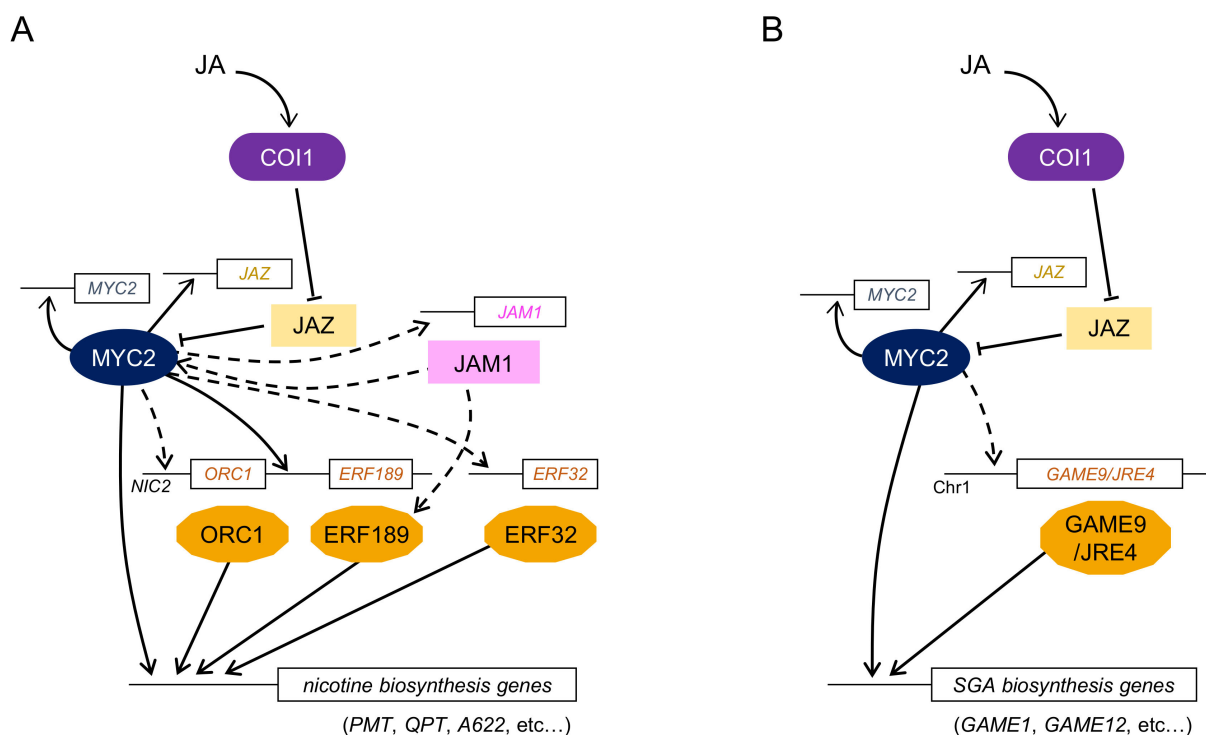 A
JA
COI1
JAZ
MYC2
JAZ
JAM1
MYC2
JAM1
NIC2
ORC1
ERF189
ERF32
ORC1
ERF189
ERF32
nicotine biosynthesis genes
(PMT, QPT, A622, etc…)
B
JA
COI1
JAZ
MYC2
JAZ
MYC2
Chr1
GAME9/JRE4
GAME9
/JRE4
SGA biosynthesis genes
(GAME1, GAME12, etc…)